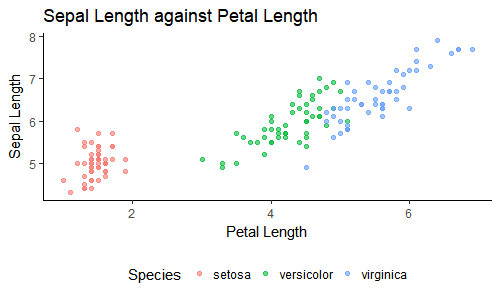 Sepal Length against Petal Length
Sepal Length
8
7
6
5
2 4 6
Petal Length
Species setosa versicolor virginica